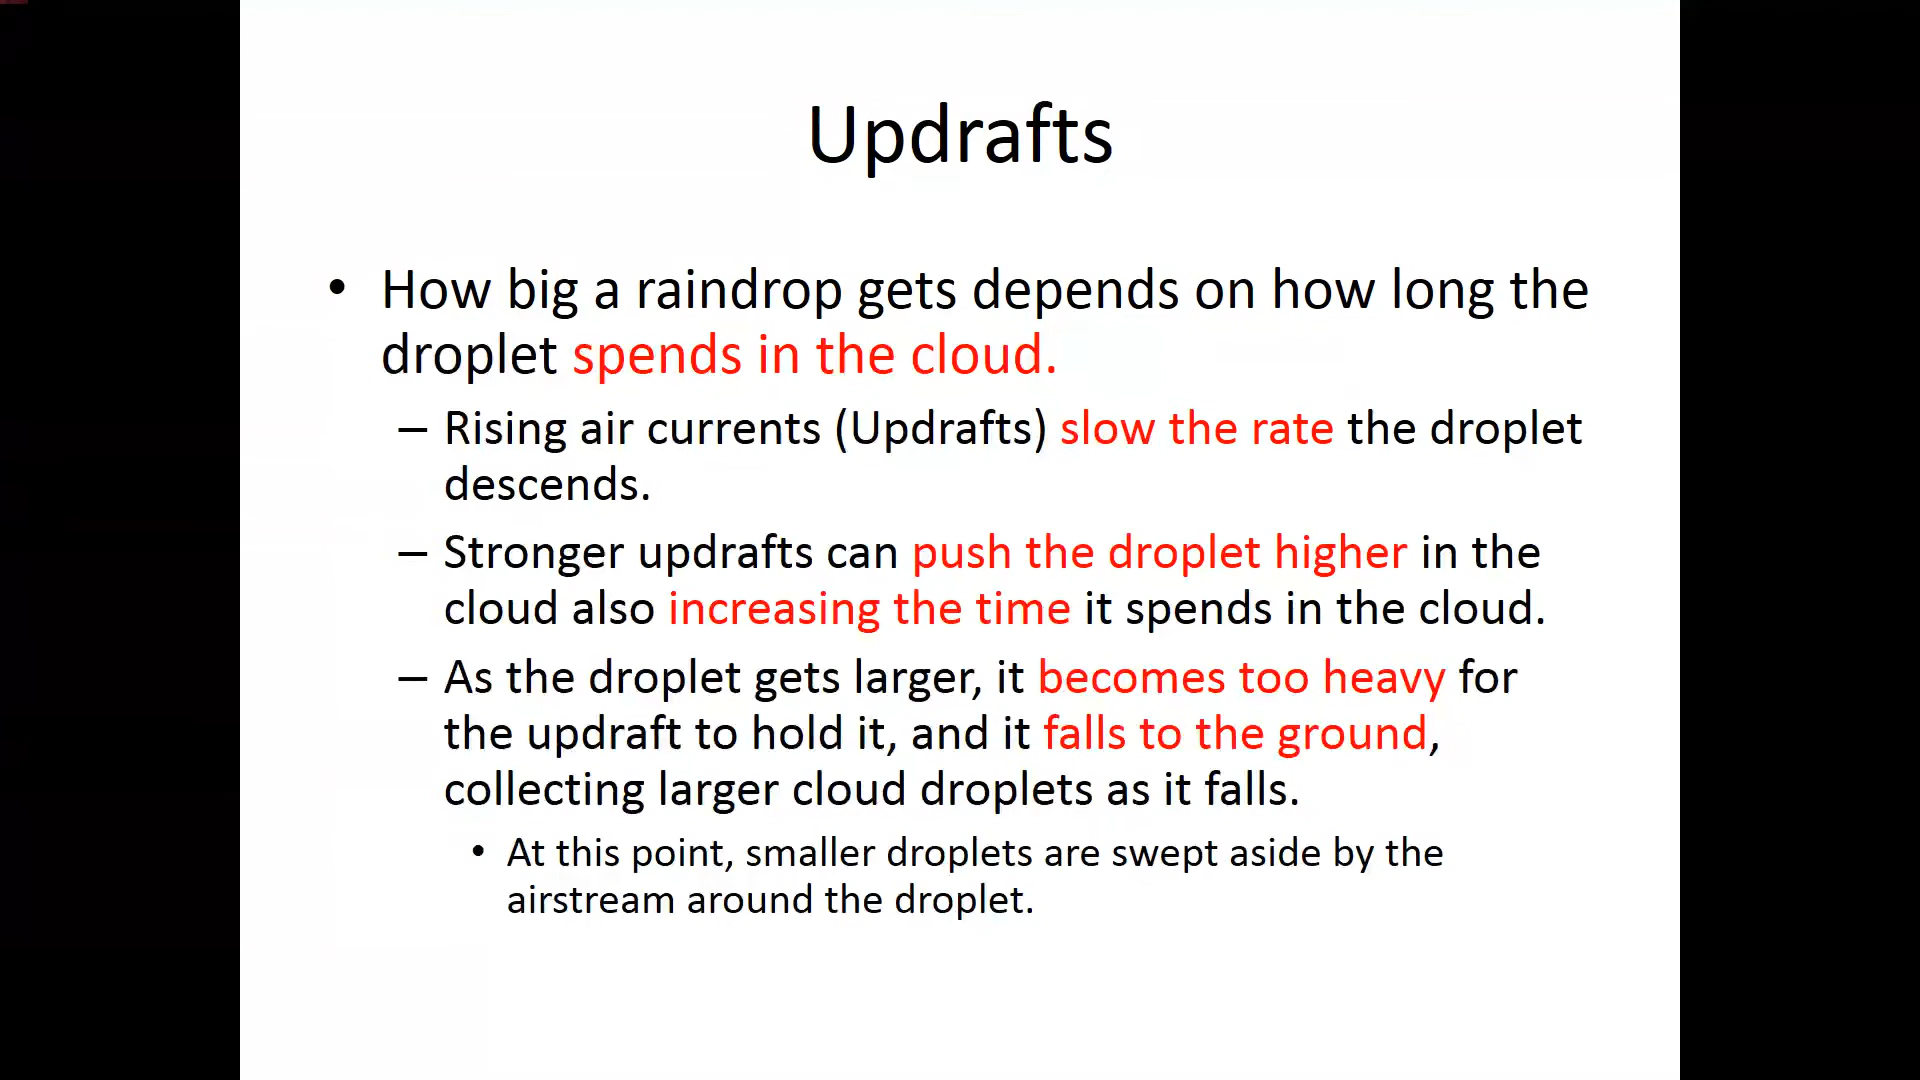 Updrafts
• How big a raindrop gets depends on how long the
droplet spends in the cloud.
– Rising air currents (Updrafts) slow the rate the droplet
descends.
– Stronger updrafts can push the droplet higher in the
cloud also increasing the time it spends in the cloud.
– As the droplet gets larger, it becomes too heavy for
the updraft to hold it, and it falls to the ground,
collecting larger cloud droplets as it falls.
• At this point, smaller droplets are swept aside by the
airstream around the droplet.